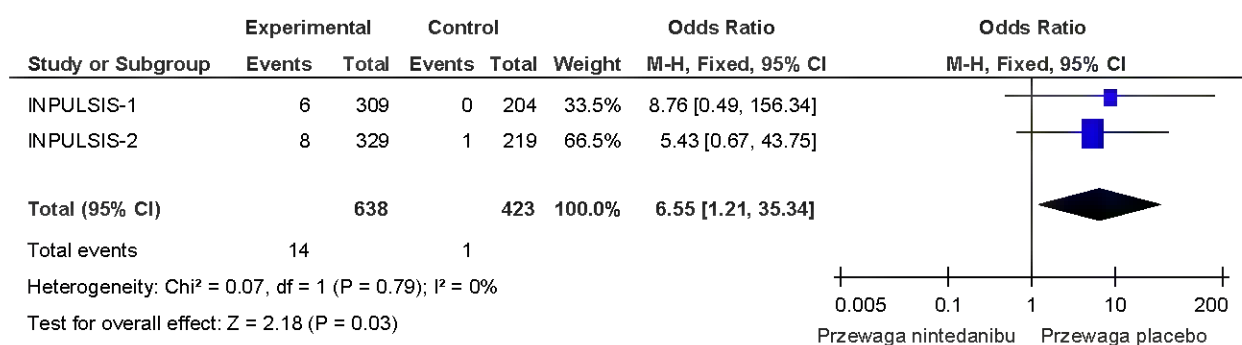 Experimental Control Odds Ratio Odds Ratio
Study or Subgroup Events Total Events Total Weight M-H, Fixed, 95% CI M-H, Fixed, 95% CI
INPULSIS-1 6 309 0 204 33.5% 8.76 [0.49, 156.34]
INPULSIS-2 8 329 1 219 66.5% 5.43 [0.67, 43.75]
Total (95% CI) 638 423 100.0% 6.55 [1.21, 35.34]
Total events 14 1
Heterogeneity: Chi² = 0.07, df = 1 (P = 0.79); I² = 0%
Test for overall effect: Z = 2.18 (P = 0.03)
0.005 0.1 1 10 200
Przewaga nintedanibu Przewaga placebo